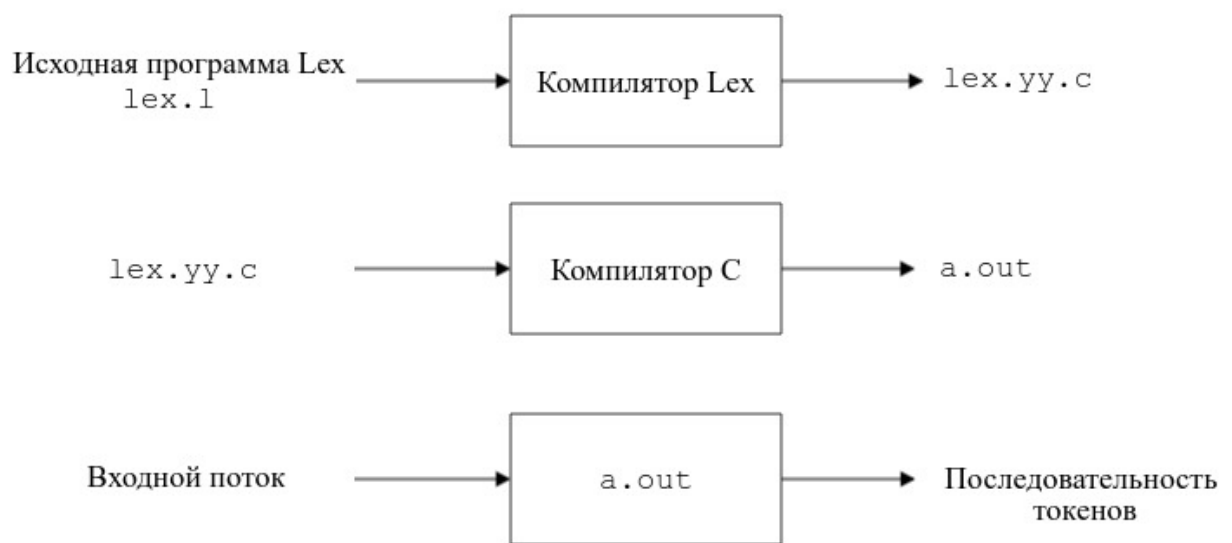 Исходная программа Lex
lex.l
Компилятор Lex
lex.yy.c
lex.yy.c
Компилятор C
a.out
Входной поток
a.out
Последовательность
токенов